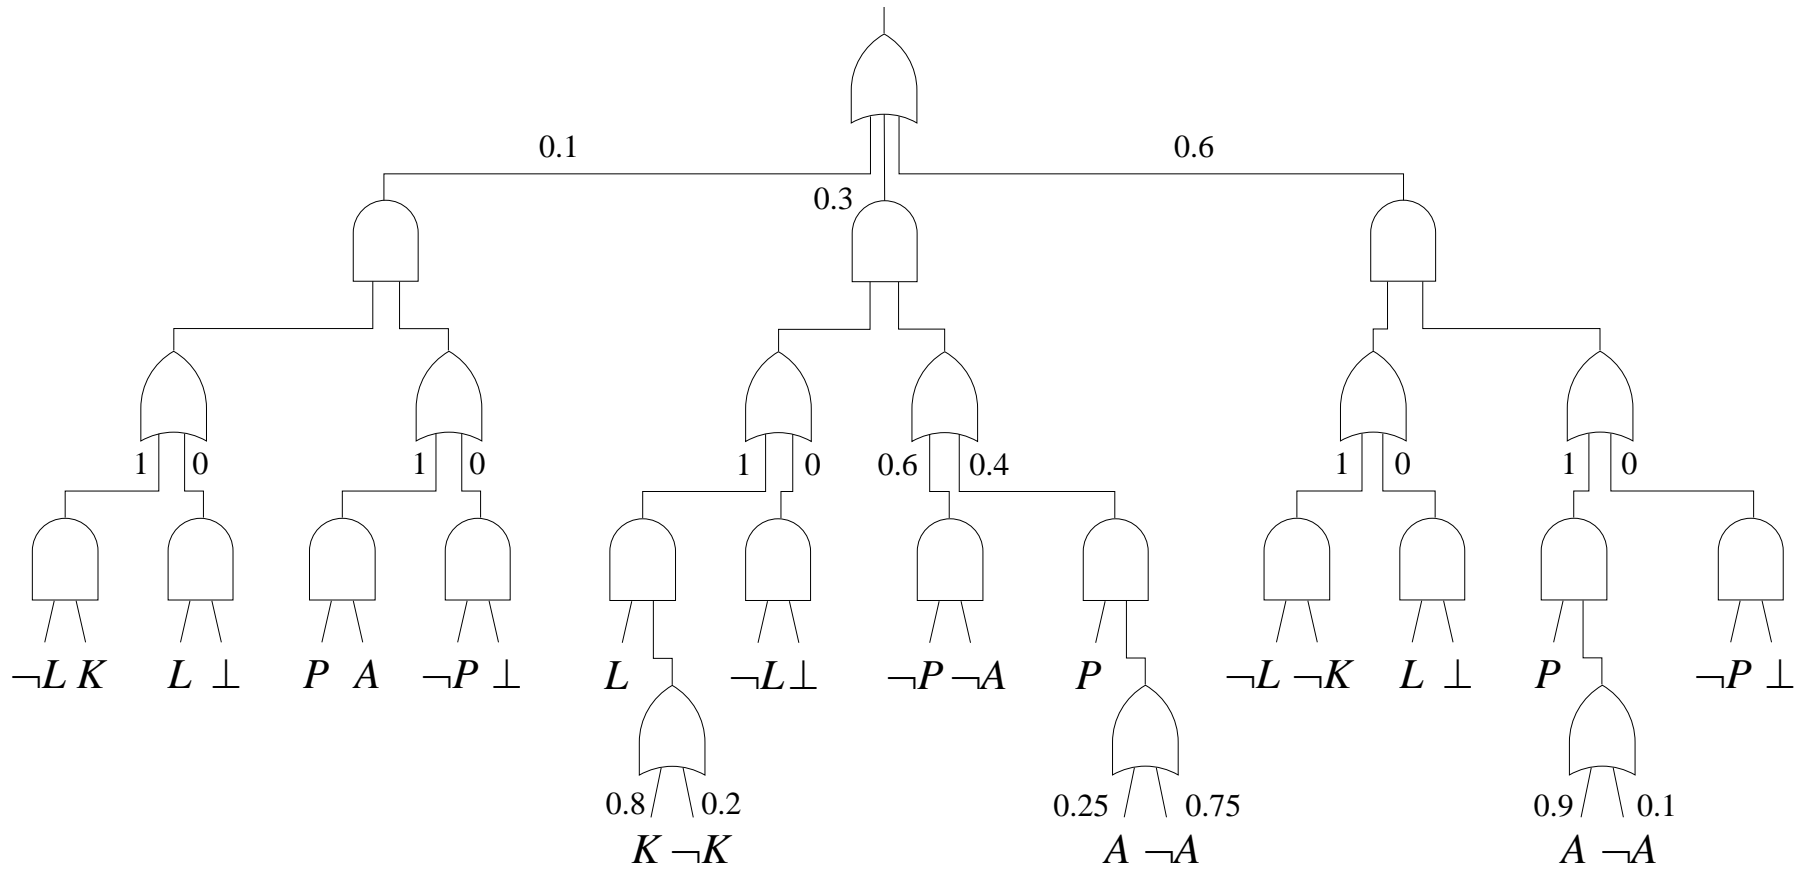 0.1 0.6
0.3
1 0 1 0 1 0 0.6 0.4 1 0 1 0
¬L K L ⊥ P A ¬P ⊥ L ¬L⊥ ¬P ¬A P ¬L ¬K L ⊥ P ¬P ⊥
0.8 0.2 0.25 0.75 0.9 0.1
K ¬K A ¬A A ¬A